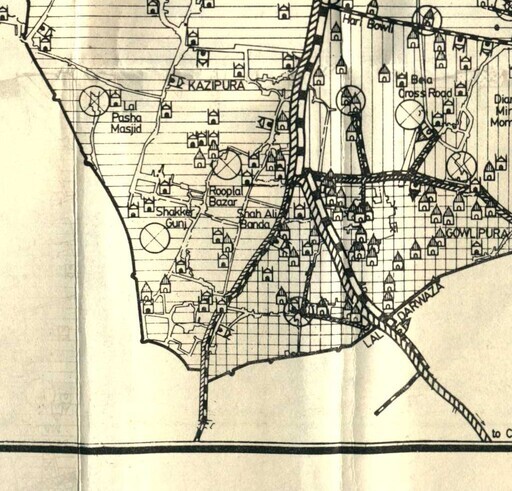 Hari Bowli
KAZIPURA
Bela
Cross Road
Lal
Pasha
Masjid
Rooplal
Bazar
Shakker
Gunj
Shah Ali
Banda
GOWLIPURA
LAL DARWAZA
to